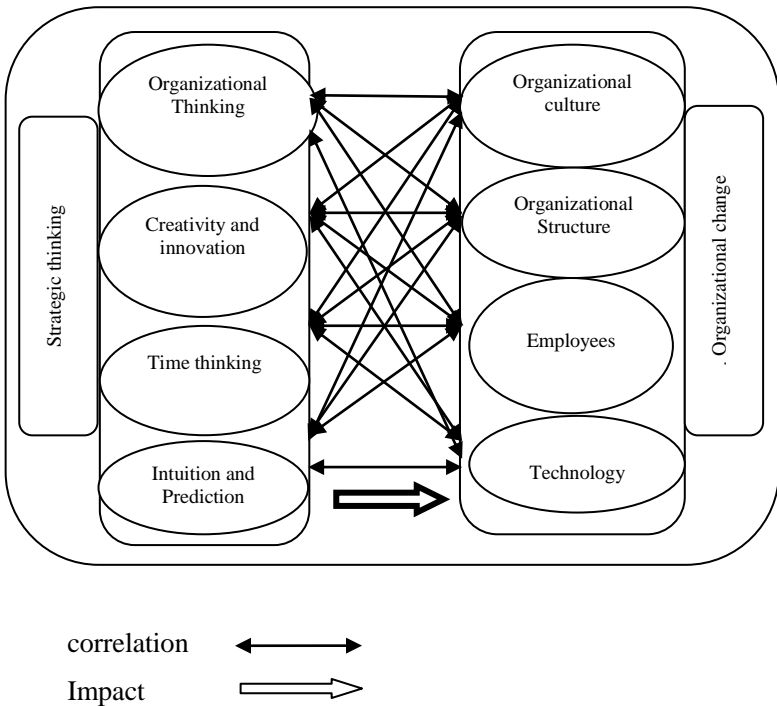 Strategic thinking
Organizational
Thinking
Creativity and
innovation
Time thinking
Intuition and
Prediction
Organizational
culture
Organizational
Structure
Employees
Technology
. Organizational change
correlation
Impact